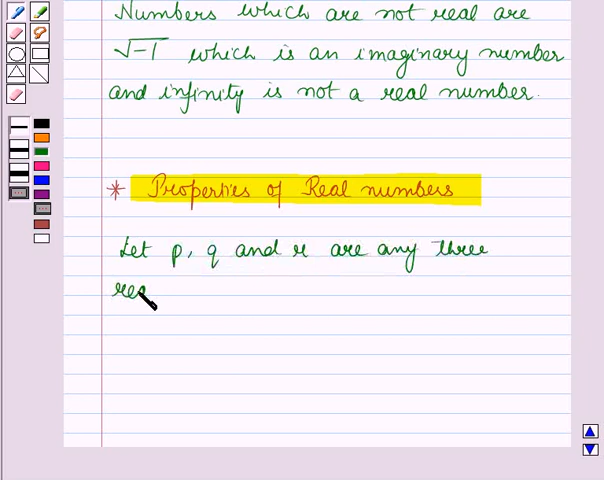 Numbers which are not real are
√-1 which is an imaginary number
and infinity is not a real number.
* Properties of Real numbers
Let p, q and r are any three
rea